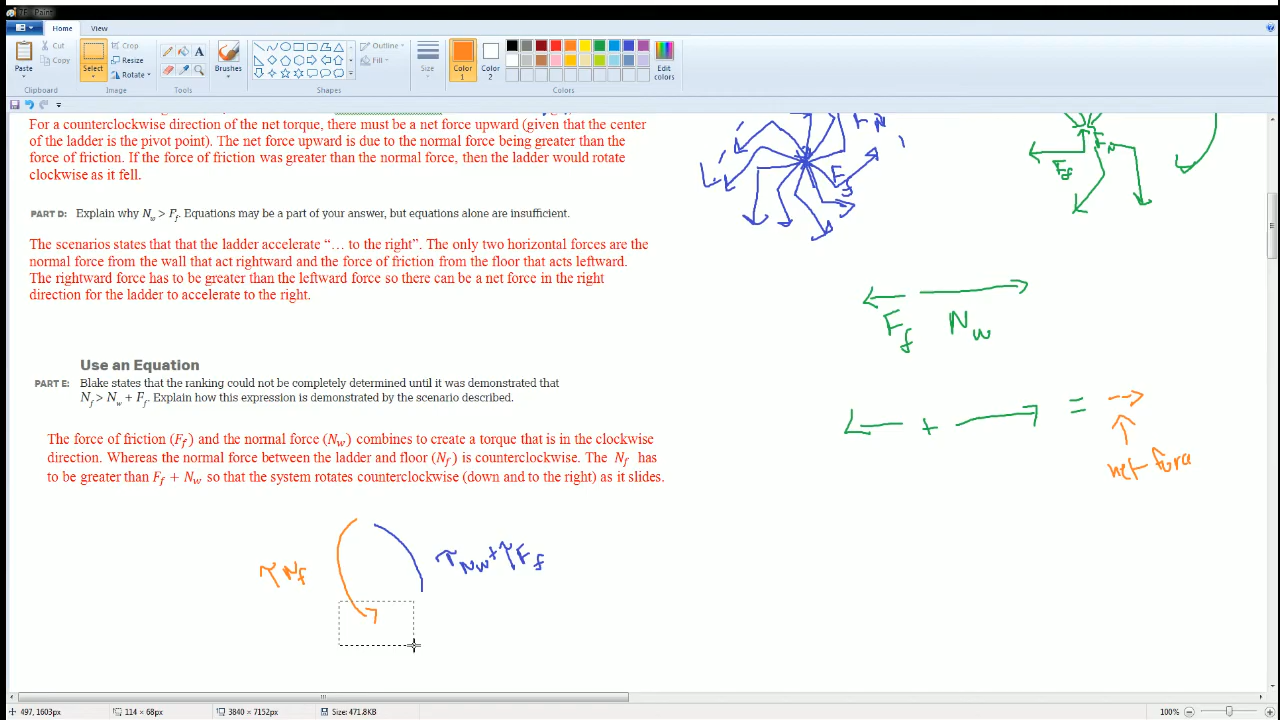 7F - Paint
Home
View
Paste
Cut
Copy
Clipboard
Select
Crop
Resize
Rotate
Image
Tools
Brushes
Outline
Fill
Shapes
Size
Color
1
Color
2
Edit
colors
Colors
For a counterclockwise direction of the net torque, there must be a net force upward (given that the center
of the ladder is the pivot point). The net force upward is due to the normal force being greater than the
force of friction. If the force of friction was greater than the normal force, then the ladder would rotate
clockwise as it fell.
PART D: Explain why Nw > Ff. Equations may be a part of your answer, but equations alone are insufficient.
The scenarios states that that the ladder accelerate “… to the right”. The only two horizontal forces are the
normal force from the wall that act rightward and the force of friction from the floor that acts leftward.
The rightward force has to be greater than the leftward force so there can be a net force in the right
direction for the ladder to accelerate to the right.
Use an Equation
PART E: Blake states that the ranking could not be completely determined until it was demonstrated that
Nf > Nw + Ff. Explain how this expression is demonstrated by the scenario described.
The force of friction (Ff) and the normal force (Nw) combines to create a torque that is in the clockwise
direction. Whereas the normal force between the ladder and floor (Nf) is counterclockwise. The Nf has
to be greater than Ff + Nw so that the system rotates counterclockwise (down and to the right) as it slides.
τNf
τNw + τFf
FN
Ff
FN
Ff
Ff Nw
+ =
net force
497, 1603px
114 × 68px
3840 × 7152px
Size: 471.8KB
100%